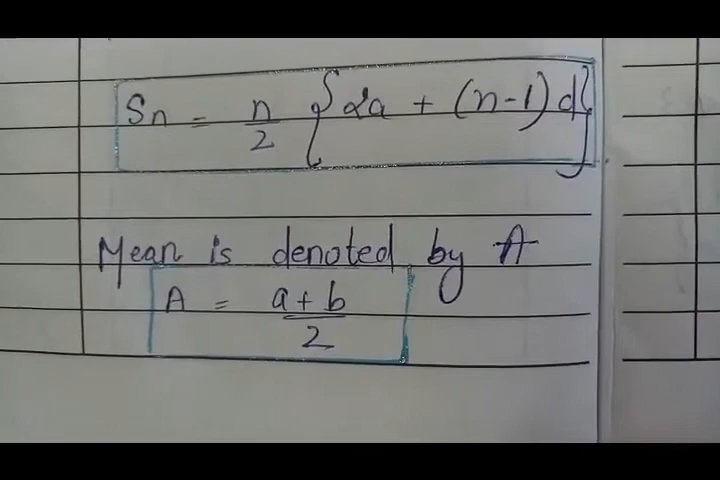 Sn = n/2 {2a + (n-1)d}
Mean is denoted by A
A = a+b/2